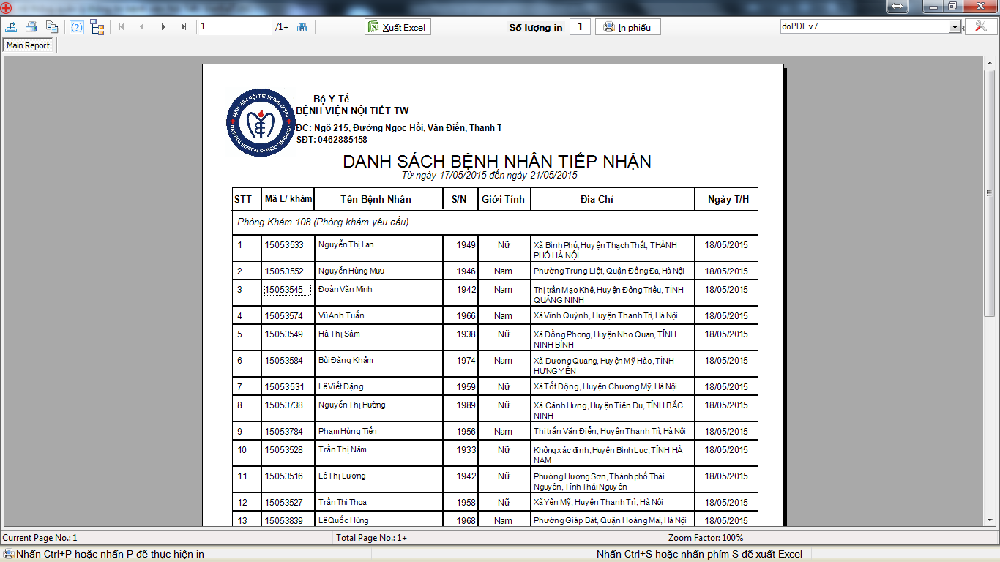 1 /1+ Xuất Excel Số lượng in 1 In phiếu doPDF v7
Main Report
BỆNH VIỆN NỘI TIẾT TRUNG ƯƠNG
NATIONAL HOSPITAL OF ENDOCRINOLOGY
Bộ Y Tế
BỆNH VIỆN NỘI TIẾT TW
ĐC: Ngõ 215, Đường Ngọc Hồi, Văn Điển, Thanh T
SĐT: 0462885158
DANH SÁCH BỆNH NHÂN TIẾP NHẬN
Từ ngày 17/05/2015 đến ngày 21/05/2015
STT Mã L/ khám Tên Bệnh Nhân S/N Giới Tính Đia Chỉ Ngày T/H
Phòng Khám 108 (Phòng khám yêu cầu)
1 15053533 Nguyễn Thị Lan 1949 Nữ Xã Bình Phú, Huyện Thạch Thất, THÀNH 18/05/2015
PHỐ HÀ NỘI
2 15053552 Nguyễn Hùng Mưu 1946 Nam Phường Trung Liệt, Quận Đống Đa, Hà Nội 18/05/2015
3 15053545 Đoàn Văn Minh 1942 Nam Thị trấn Mạo Khê, Huyện Đông Triều, TỈNH 18/05/2015
QUẢNG NINH
4 15053574 Vũ Anh Tuấn 1966 Nam Xã Vĩnh Quỳnh, Huyện Thanh Trì, Hà Nội 18/05/2015
5 15053549 Hà Thị Sâm 1938 Nữ Xã Đồng Phong, Huyện Nho Quan, TỈNH 18/05/2015
NINH BÌNH
6 15053584 Bùi Đăng Khảm 1974 Nam Xã Dương Quang, Huyện Mỹ Hào, TỈNH 18/05/2015
HƯNG YÊN
7 15053531 Lê Viết Đặng 1959 Nữ Xã Tốt Động, Huyện Chương Mỹ, Hà Nội 18/05/2015
8 15053738 Nguyễn Thị Hường 1989 Nữ Xã Cảnh Hưng, Huyện Tiên Du, TỈNH BẮC 18/05/2015
NINH
9 15053784 Phạm Hùng Tiến 1956 Nam Thị trấn Văn Điển, Huyện Thanh Trì, Hà Nội 18/05/2015
10 15053528 Trần Thị Năm 1933 Nữ Không xác định, Huyện Bình Lục, TỈNH HÀ 18/05/2015
NAM
11 15053516 Lê Thị Lương 1942 Nữ Phường Hương Sơn, Thành phố Thái 18/05/2015
Nguyên, Tỉnh Thái Nguyên
12 15053527 Trần Thị Thoa 1958 Nữ Xã Yên Mỹ, Huyện Thanh Trì, Hà Nội 18/05/2015
13 15053839 Lê Quốc Hùng 1968 Nam Phường Giáp Bát, Quận Hoàng Mai, Hà Nội 18/05/2015
Current Page No.: 1 Total Page No.: 1+ Zoom Factor: 100%
Nhấn Ctrl+P hoặc nhấn P để thực hiện in Nhấn Ctrl+S hoặc nhấn phím S để xuất Excel